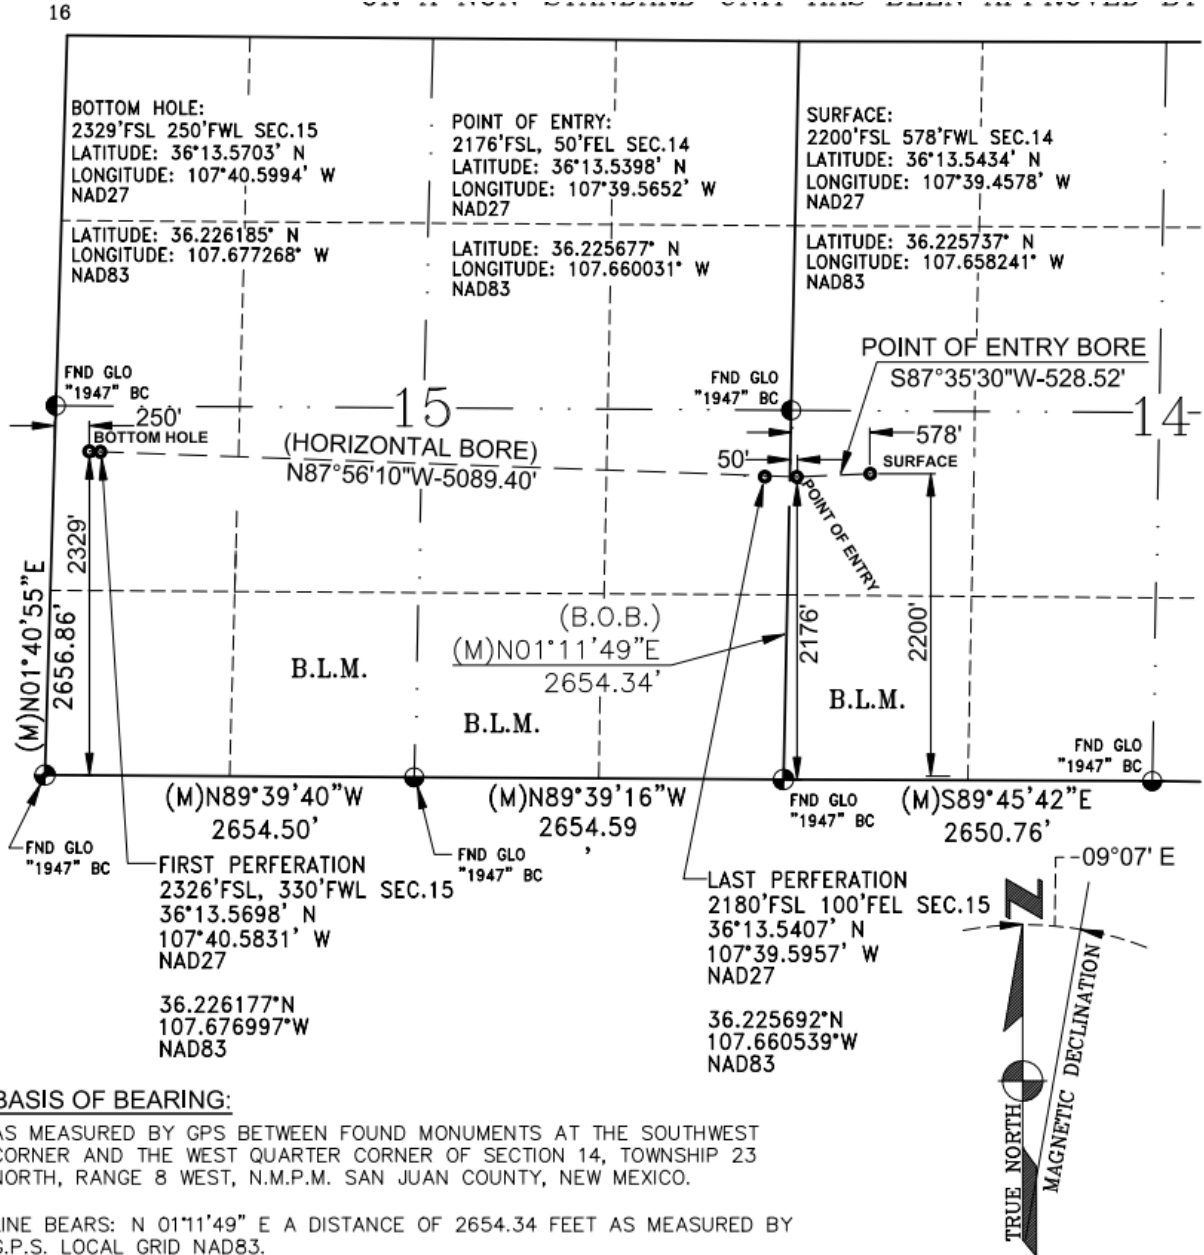 16
ON A NON-STANDARD UNIT HAS BEEN APPROVED BY
BOTTOM HOLE:
2329'FSL 250'FWL SEC.15
LATITUDE: 36°13.5703' N
LONGITUDE: 107°40.5994' W
NAD27
LATITUDE: 36.226185° N
LONGITUDE: 107.677268° W
NAD83
POINT OF ENTRY:
2176'FSL, 50'FEL SEC.14
LATITUDE: 36°13.5398' N
LONGITUDE: 107°39.5652' W
NAD27
LATITUDE: 36.225677° N
LONGITUDE: 107.660031° W
NAD83
SURFACE:
2200'FSL 578'FWL SEC.14
LATITUDE: 36°13.5434' N
LONGITUDE: 107°39.4578' W
NAD27
LATITUDE: 36.225737° N
LONGITUDE: 107.658241° W
NAD83
POINT OF ENTRY BORE
S87°35'30"W-528.52'
FND GLO
"1947" BC
FND GLO
"1947" BC
15
14
250'
BOTTOM HOLE
(HORIZONTAL BORE)
N87°56'10"W-5089.40'
578'
50'
SURFACE
POINT OF ENTRY
2329'
(M)N01°40'55"E
2656.86'
(B.O.B.)
(M)N01°11'49"E
2654.34'
2176'
2200'
B.L.M.
B.L.M.
B.L.M.
FND GLO
"1947" BC
(M)N89°39'40"W
2654.50'
(M)N89°39'16"W
2654.59
'
FND GLO
"1947" BC
(M)S89°45'42"E
2650.76'
FND GLO
"1947" BC
FND GLO
"1947" BC
FIRST PERFERATION
2326'FSL, 330'FWL SEC.15
36°13.5698' N
107°40.5831' W
NAD27
36.226177°N
107.676997°W
NAD83
LAST PERFERATION
2180'FSL 100'FEL SEC.15
36°13.5407' N
107°39.5957' W
NAD27
36.225692°N
107.660539°W
NAD83
09°07' E
N
TRUE NORTH
MAGNETIC DECLINATION
BASIS OF BEARING:
AS MEASURED BY GPS BETWEEN FOUND MONUMENTS AT THE SOUTHWEST
CORNER AND THE WEST QUARTER CORNER OF SECTION 14, TOWNSHIP 23
NORTH, RANGE 8 WEST, N.M.P.M. SAN JUAN COUNTY, NEW MEXICO.
LINE BEARS: N 01°11'49" E A DISTANCE OF 2654.34 FEET AS MEASURED BY
G.P.S. LOCAL GRID NAD83.